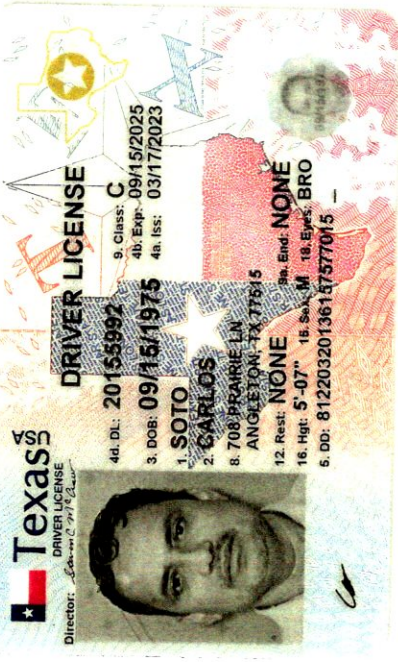 Texas USA
DRIVER LICENSE
DRIVER LICENSE
Director:
4d. DL: 20155992 9. Class: C
3. DOB: 09/15/1975 4b. Exp: 09/15/2025
4a. Iss: 03/17/2023
1. SOTO
2. CARLOS
8. 708 PRAIRIE LN
ANGLETON, TX 77515
12. Rest: NONE 9a. End: NONE
16. Hgt: 5'-07" 15. Sex: M 18. Eyes: BRO
5. DD: 81220320136157577015